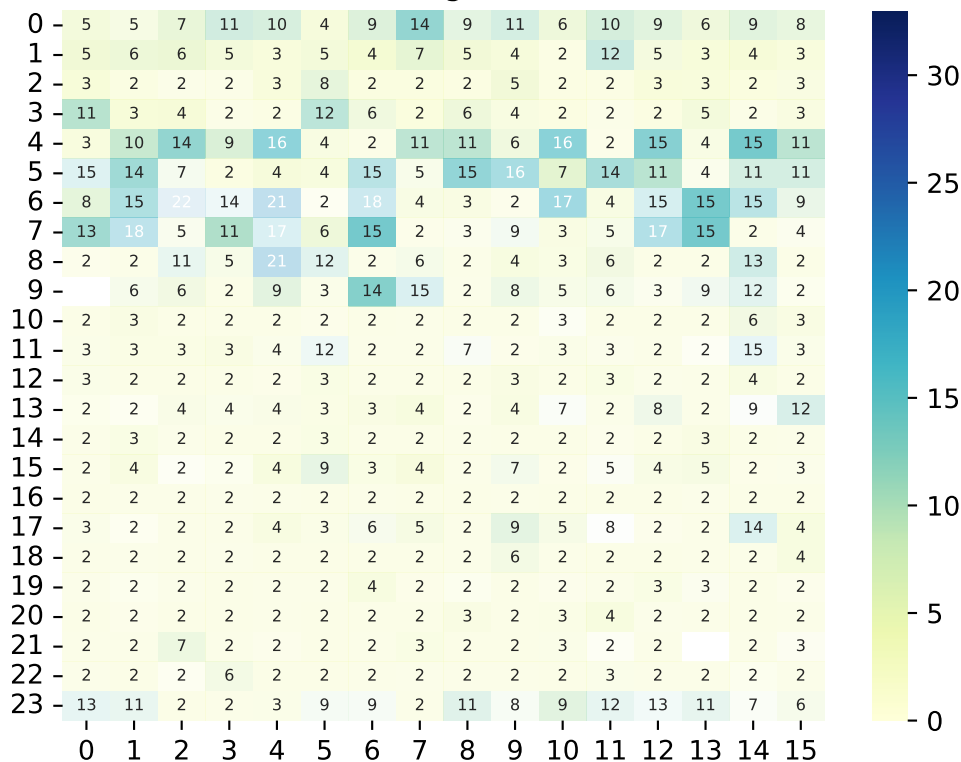 0 5 5 7 11 10 4 9 14 9 11 6 10 9 6 9 8
1 5 6 6 5 3 5 4 7 5 4 2 12 5 3 4 3
2 3 2 2 2 3 8 2 2 2 5 2 2 3 3 2 3
3 11 3 4 2 2 12 6 2 6 4 2 2 2 5 2 3
4 3 10 14 9 16 4 2 11 11 6 16 2 15 4 15 11
5 15 14 7 2 4 4 15 5 15 16 7 14 11 4 11 11
6 8 15 22 14 21 2 18 4 3 2 17 4 15 15 15 9
7 13 18 5 11 17 6 15 2 3 9 3 5 17 15 2 4
8 2 2 11 5 21 12 2 6 2 4 3 6 2 2 13 2
9 6 6 2 9 3 14 15 2 8 5 6 3 9 12 2
10 2 3 2 2 2 2 2 2 2 2 3 2 2 2 6 3
11 3 3 3 3 4 12 2 2 7 2 3 3 2 2 15 3
12 3 2 2 2 2 3 2 2 2 3 2 3 2 2 4 2
13 2 2 4 4 4 3 3 4 2 4 7 2 8 2 9 12
14 2 3 2 2 2 3 2 2 2 2 2 2 2 3 2 2
15 2 4 2 2 4 9 3 4 2 7 2 5 4 5 2 3
16 2 2 2 2 2 2 2 2 2 2 2 2 2 2 2 2
17 3 2 2 2 4 3 6 5 2 9 5 8 2 2 14 4
18 2 2 2 2 2 2 2 2 2 6 2 2 2 2 2 4
19 2 2 2 2 2 2 4 2 2 2 2 2 3 3 2 2
20 2 2 2 2 2 2 2 2 3 2 3 4 2 2 2 2
21 2 2 7 2 2 2 2 3 2 2 3 2 2 2 3
22 2 2 2 6 2 2 2 2 2 2 2 3 2 2 2 2
23 13 11 2 2 3 9 9 2 11 8 9 12 13 11 7 6
0 1 2 3 4 5 6 7 8 9 10 11 12 13 14 15
30
25
20
15
10
5
0